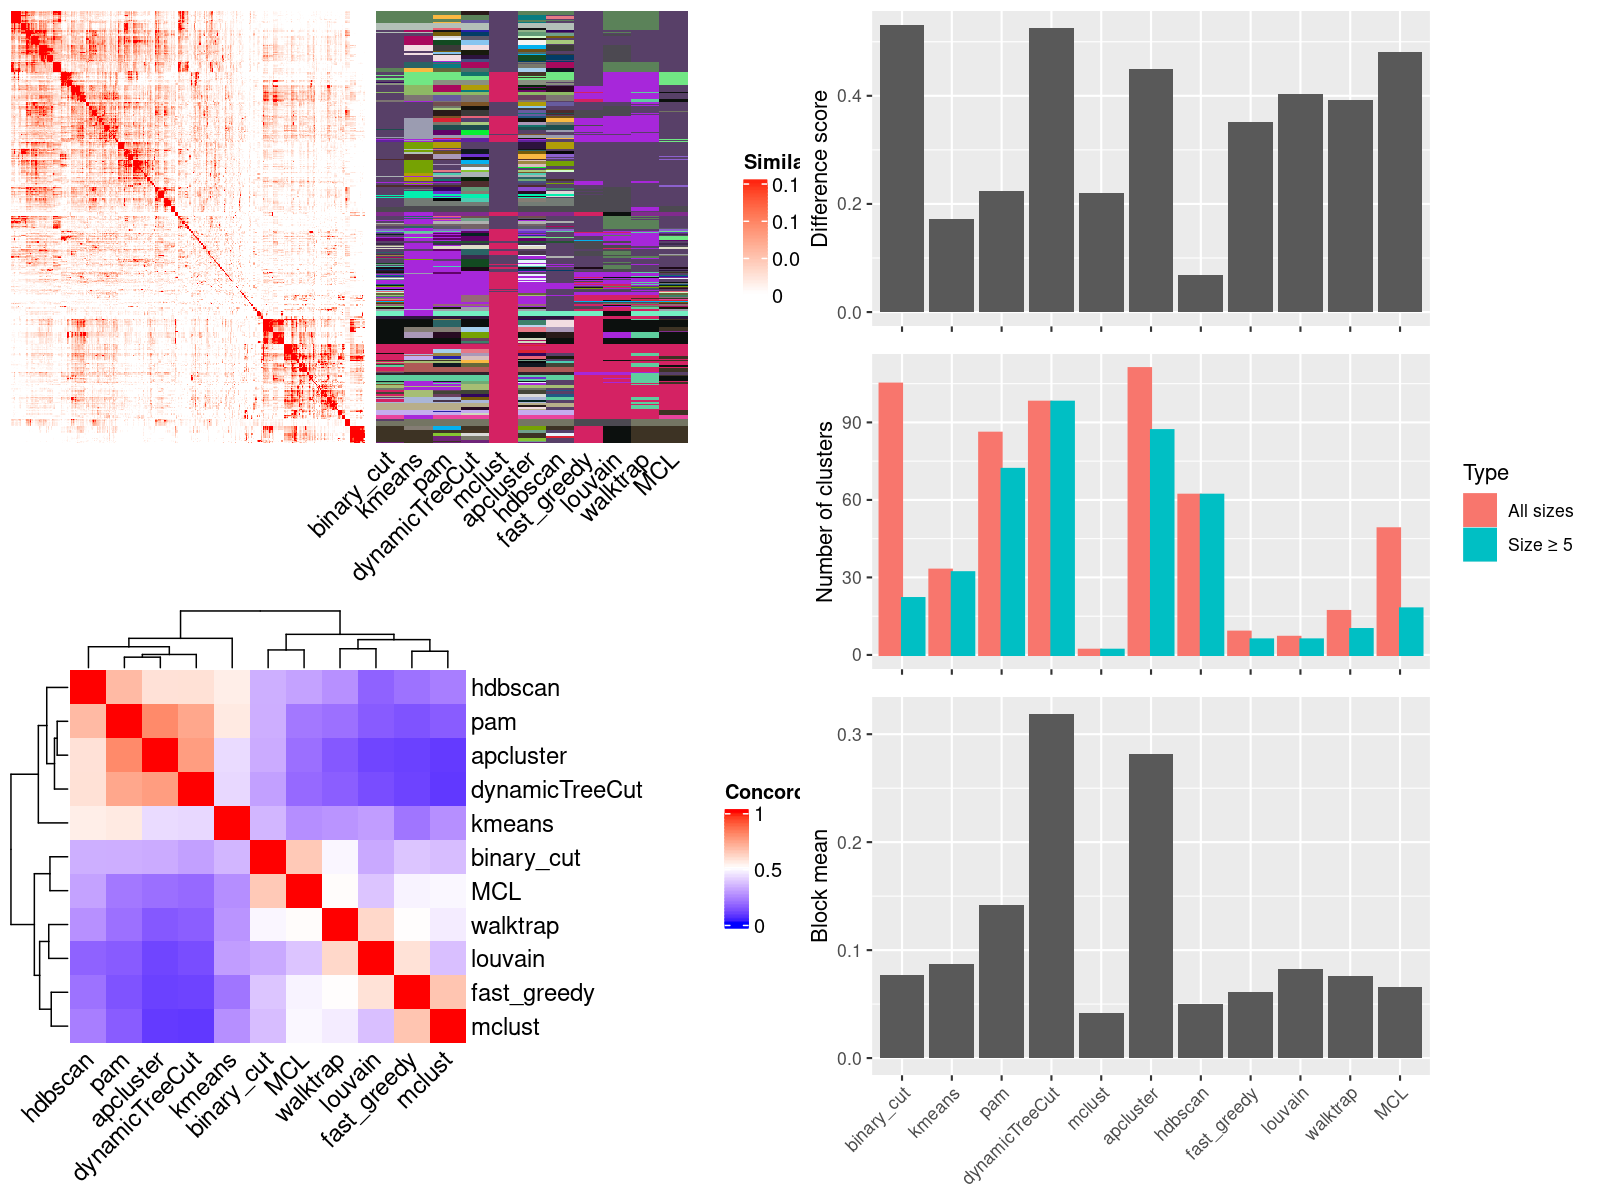 Simila
0.1
0.1
0.0
0
binary_cut
kmeans
pam
dynamicTreeCut
mclust
apcluster
hdbscan
fast_greedy
louvain
walktrap
MCL
hdbscan
pam
apcluster
dynamicTreeCut
kmeans
binary_cut
MCL
walktrap
louvain
fast_greedy
mclust
Concord
1
0.5
0
hdbscan
pam
apcluster
dynamicTreeCut
kmeans
binary_cut
MCL
walktrap
louvain
fast_greedy
mclust
Difference score
0.4
0.2
0.0
Number of clusters
90
60
30
0
Type
All sizes
Size ≥ 5
Block mean
0.3
0.2
0.1
0.0
binary_cut
kmeans
pam
dynamicTreeCut
mclust
apcluster
hdbscan
fast_greedy
louvain
walktrap
MCL